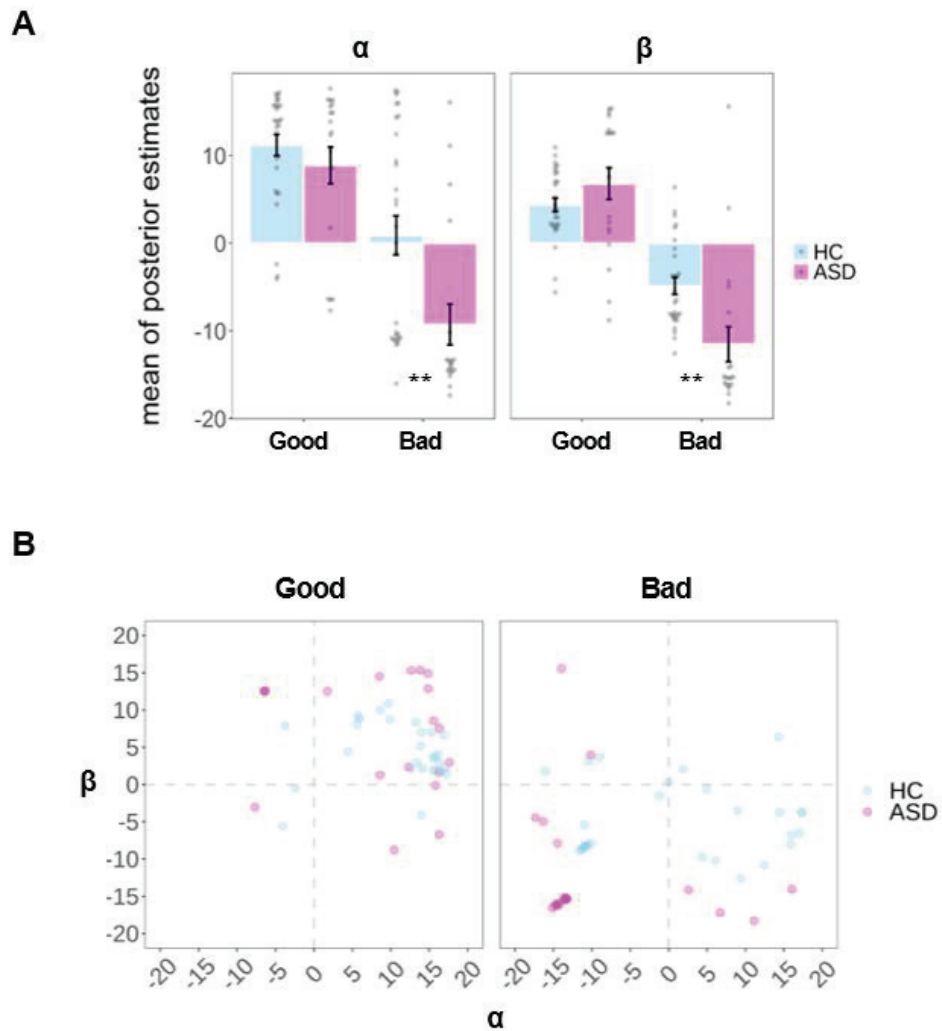 A
α β
mean of posterior estimates
10
0
-10
-20
** **
Good Bad Good Bad
HC
ASD
B
Good Bad
β
20
15
10
5
0
-5
-10
-15
-20
HC
ASD
-20 -15 -10 -5 0 5 10 15 20 -20 -15 -10 -5 0 5 10 15 20
α